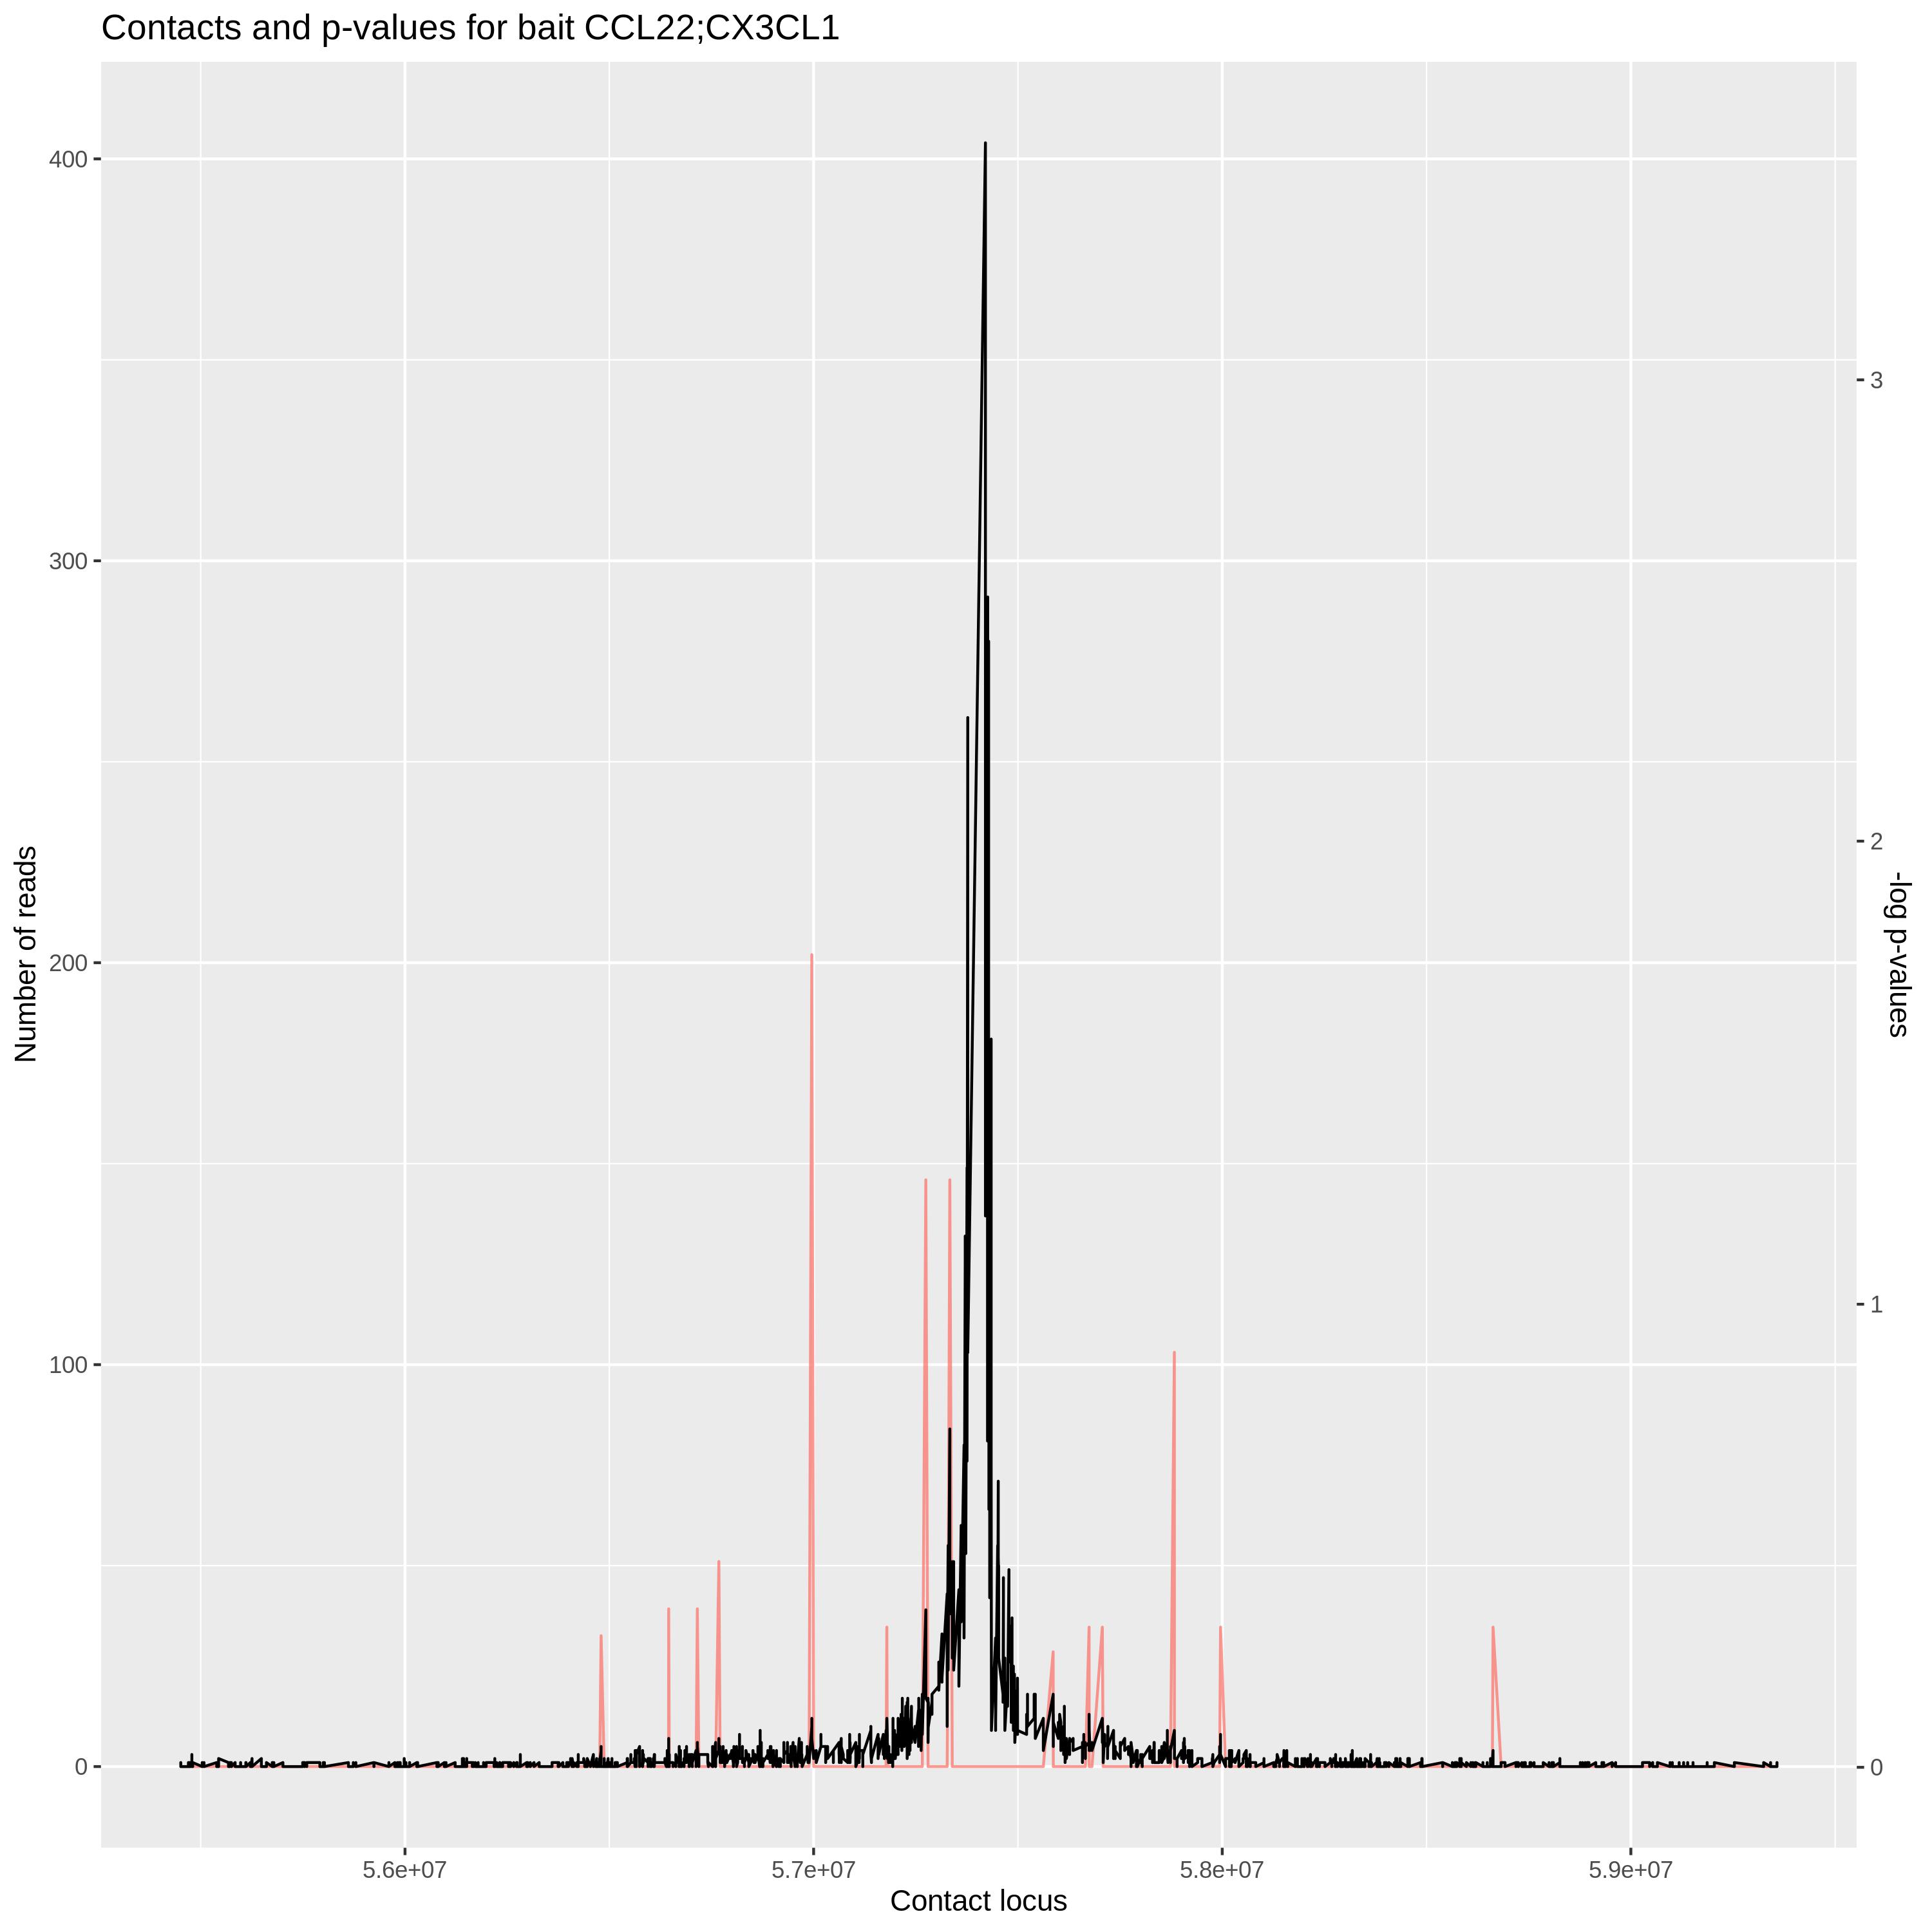 Contacts and p-values for bait CCL22;CX3CL1
400
300
200
100
0
Number of reads
3
2
1
0
-log p-values
5.6e+07 5.7e+07 5.8e+07 5.9e+07
Contact locus